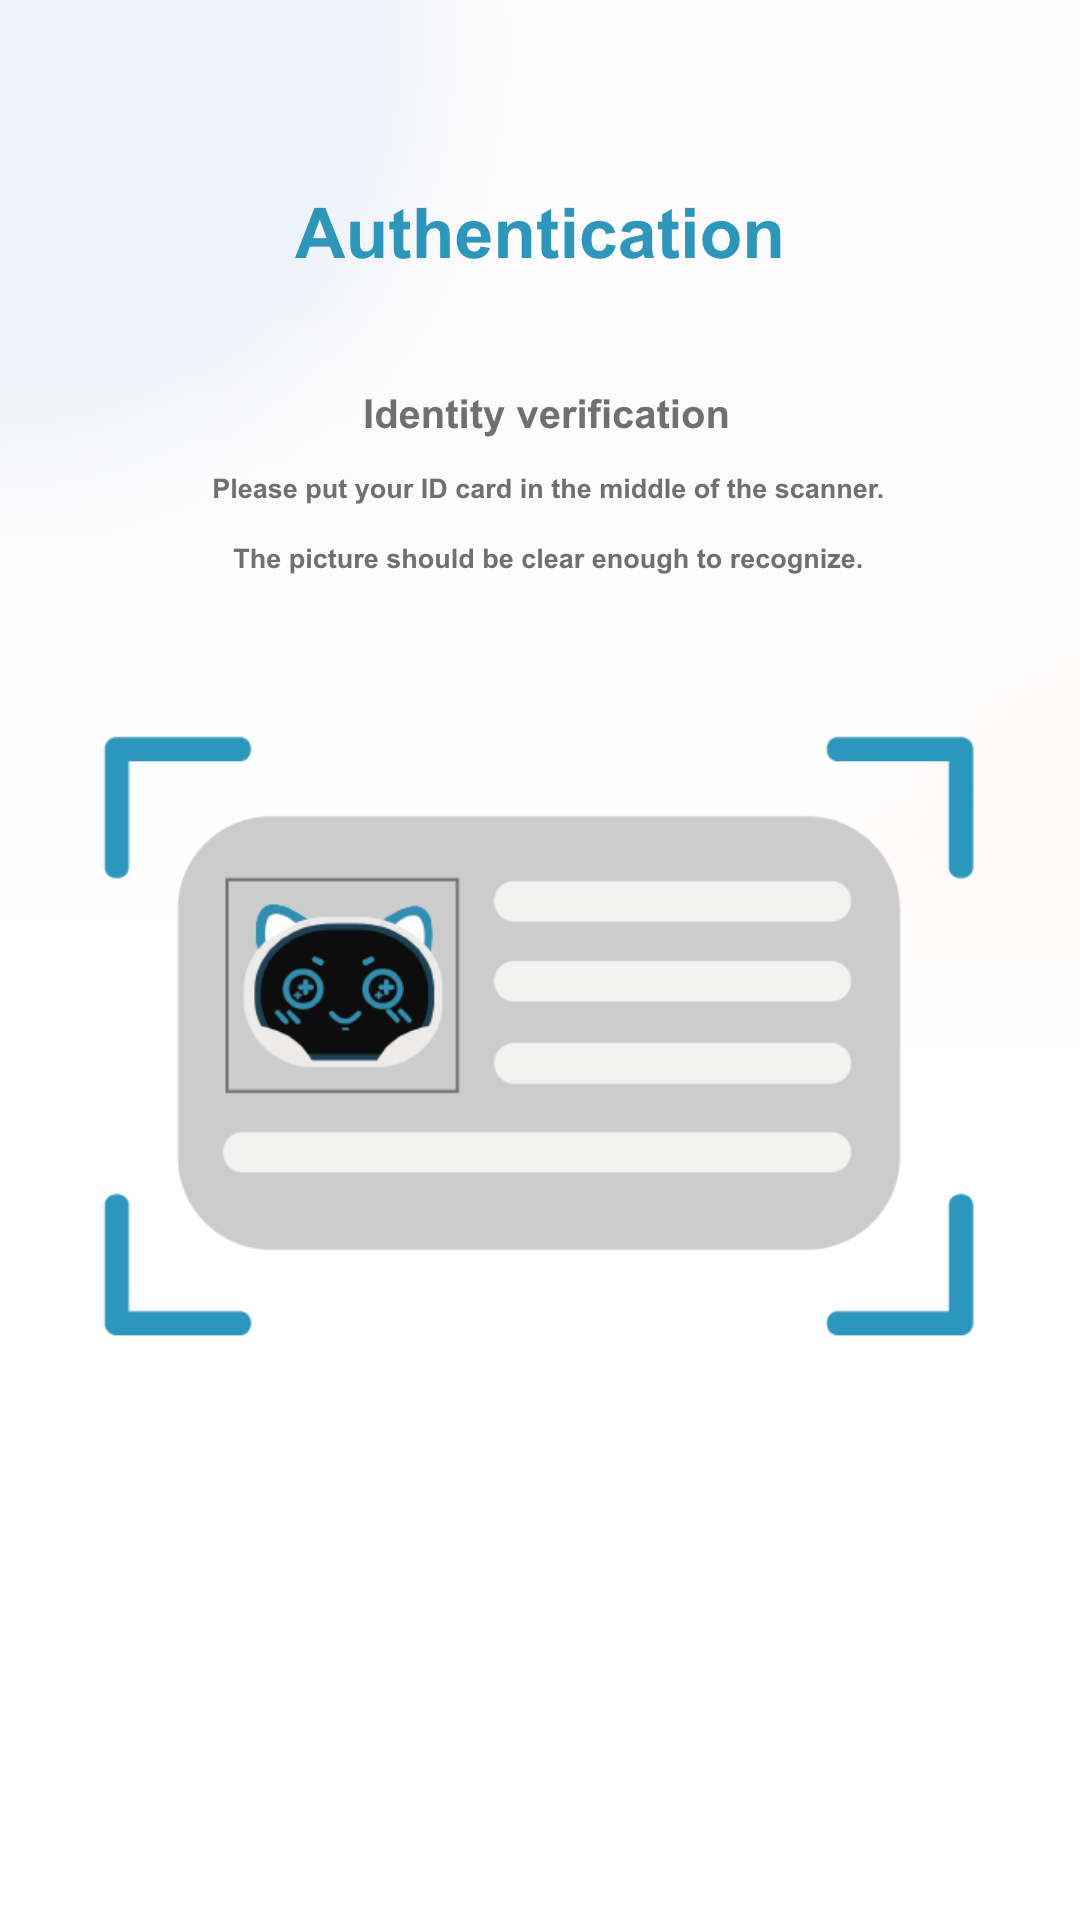 Authentication
Identity verification
Please put your ID card in the middle of the scanner.
The picture should be clear enough to recognize.